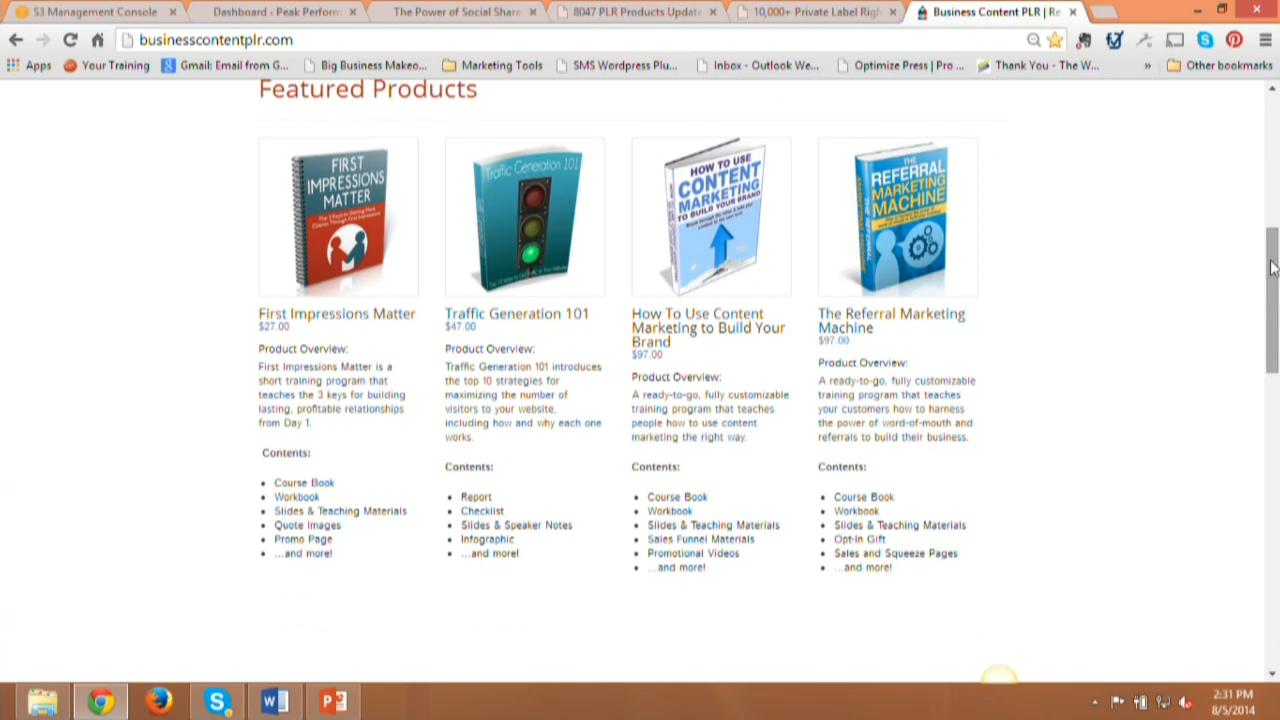 S3 Management Console
Dashboard ‹ Peak Perform
The Power of Social Share
8047 PLR Products Updat
10,000+ Private Label Righ
Business Content PLR | Re
businesscontentplr.com
Apps
Your Training
Gmail: Email from G...
Big Business Makeo...
Marketing Tools
SMS Wordpress Plu...
Inbox - Outlook We...
Optimize Press | Pro ...
Thank You - The W...
»
Other bookmarks
Featured Products
FIRST
IMPRESSIONS
MATTER
Traffic Generation 101
HOW TO USE
CONTENT
MARKETING
TO BUILD YOUR
BRAND
THE
REFERRAL
MARKETING
MACHINE
First Impressions Matter
$27.00
Product Overview:
First Impressions Matter is a
short training program that
teaches the 3 keys for building
lasting, profitable relationships
from Day 1.
Contents:
• Course Book
• Workbook
• Slides & Teaching Materials
• Quote Images
• Promo Page
• ...and more!
Traffic Generation 101
$47.00
Product Overview:
Traffic Generation 101 introduces
the top 10 strategies for
maximizing the number of
visitors to your website,
including how and why each one
works.
Contents:
• Report
• Checklist
• Slides & Speaker Notes
• Infographic
• ...and more!
How To Use Content
Marketing to Build Your
Brand
$97.00
Product Overview:
A ready-to-go, fully customizable
training program that teaches
people how to use content
marketing the right way.
Contents:
• Course Book
• Workbook
• Slides & Teaching Materials
• Sales Funnel Materials
• Promotional Videos
• ...and more!
The Referral Marketing
Machine
$97.00
Product Overview:
A ready-to-go, fully customizable
training program that teaches
your customers how to harness
the power of word-of-mouth and
referrals to build their business.
Contents:
• Course Book
• Workbook
• Slides & Teaching Materials
• Opt-In Gift
• Sales and Squeeze Pages
• ...and more!
2:31 PM
8/5/2014